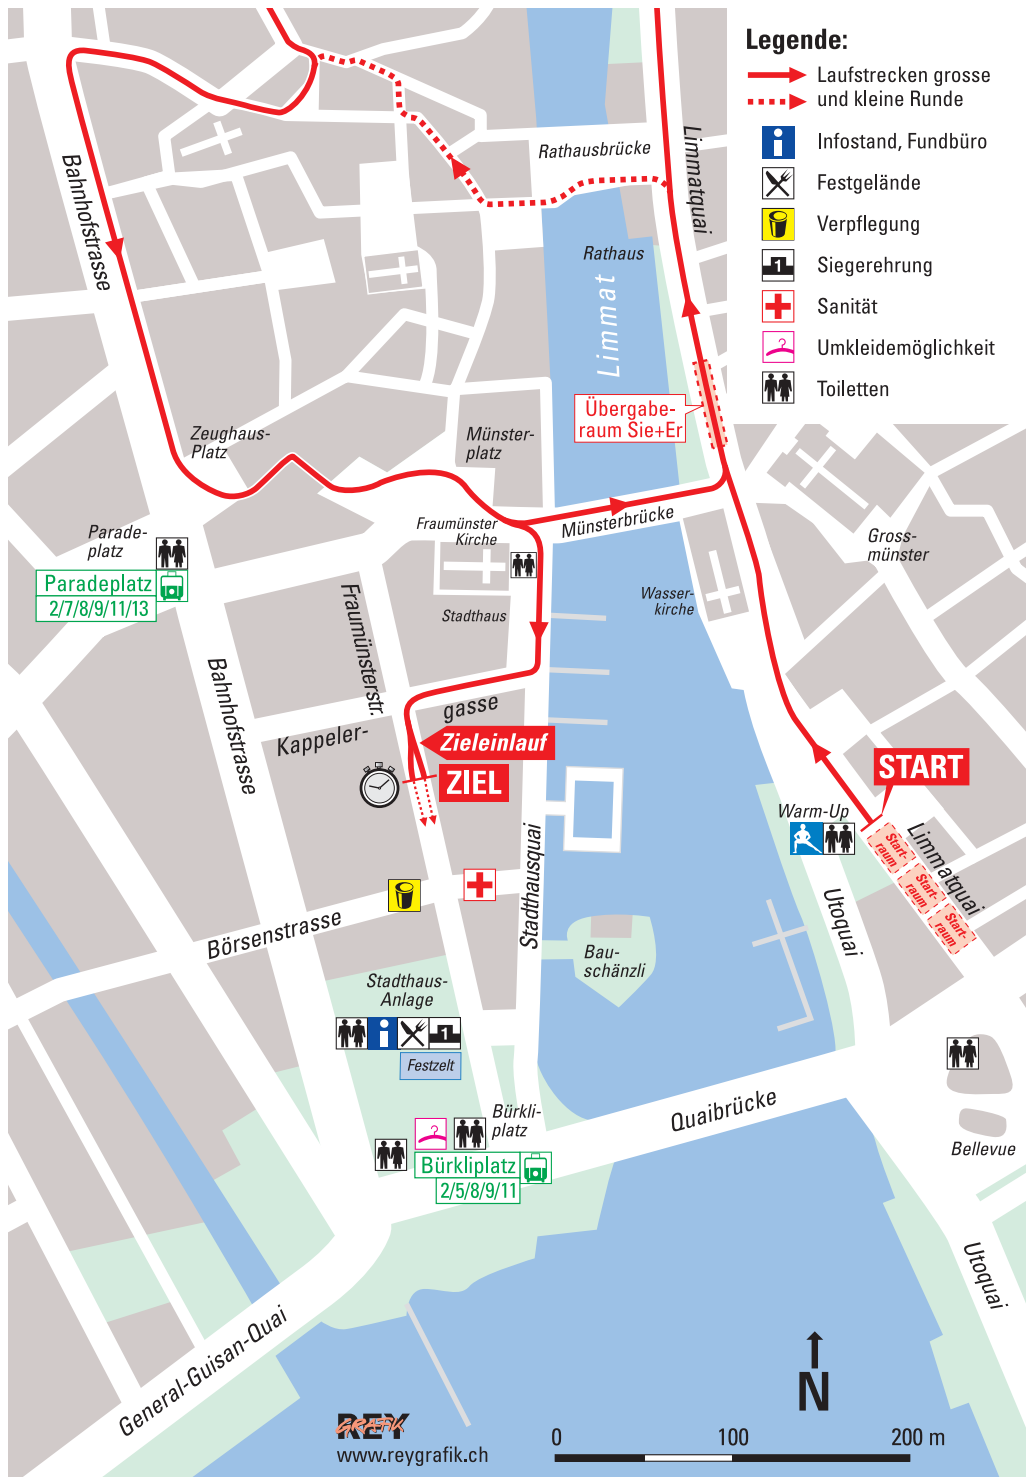 Legende:
Laufstrecken grosse
und kleine Runde
Infostand, Fundbüro
Festgelände
Verpflegung
Siegerehrung
Sanität
Umkleidemöglichkeit
Toiletten
Rathausbrücke
Limmatquai
Bahnhofstrasse
Rathaus
Limmat
Übergabe-
raum Sie+Er
Zeughaus-
Platz
Münster-
platz
Münsterbrücke
Fraumünster
Kirche
Parade-
platz
Paradeplatz
2/7/8/9/11/13
Gross-
münster
Wasser-
kirche
Stadthaus
Fraumünsterstr.
Bahnhofstrasse
Kappeler-
gasse
Zieleinlauf
ZIEL
START
Warm-Up
Start-
raum
Start-
raum
Start-
raum
Limmatquai
Utoquai
Stadthausquai
Börsenstrasse
Bau-
schänzli
Stadthaus-
Anlage
1
Festzelt
Bürkli-
platz
Bürkliplatz
2/5/8/9/11
Quaibrücke
Bellevue
Utoquai
General-Guisan-Quai
N
REY
GRAFIK
www.reygrafik.ch
0 100 200 m